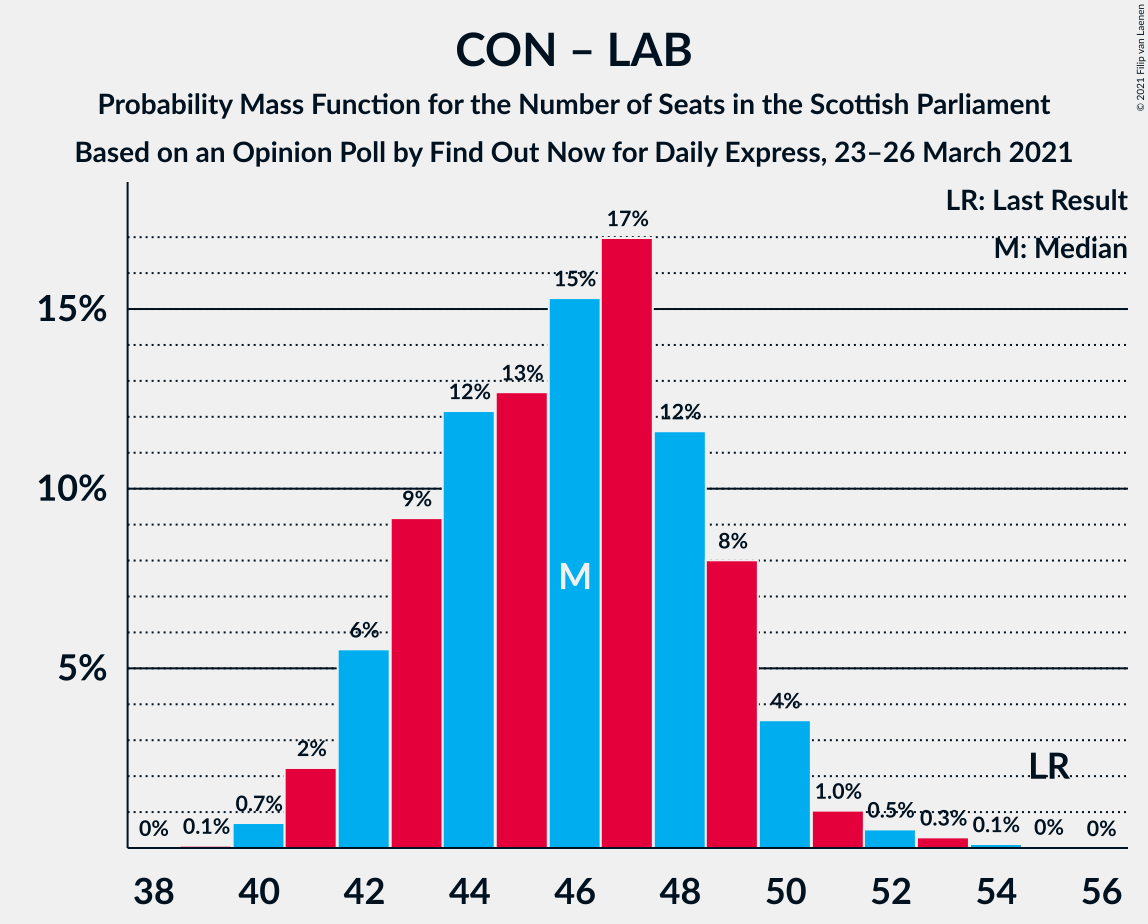 CON – LAB
Probability Mass Function for the Number of Seats in the Scottish Parliament
Based on an Opinion Poll by Find Out Now for Daily Express, 23–26 March 2021
© 2021 Filip van Laenen
LR: Last Result
M: Median
17%
15%
15%
13%
12%
12%
10%
9%
8%
M
6%
5%
4%
2%
LR
1.0%
0.7%
0.5%
0.3%
0%
0.1%
0.1%
0%
0%
38 40 42 44 46 48 50 52 54 56